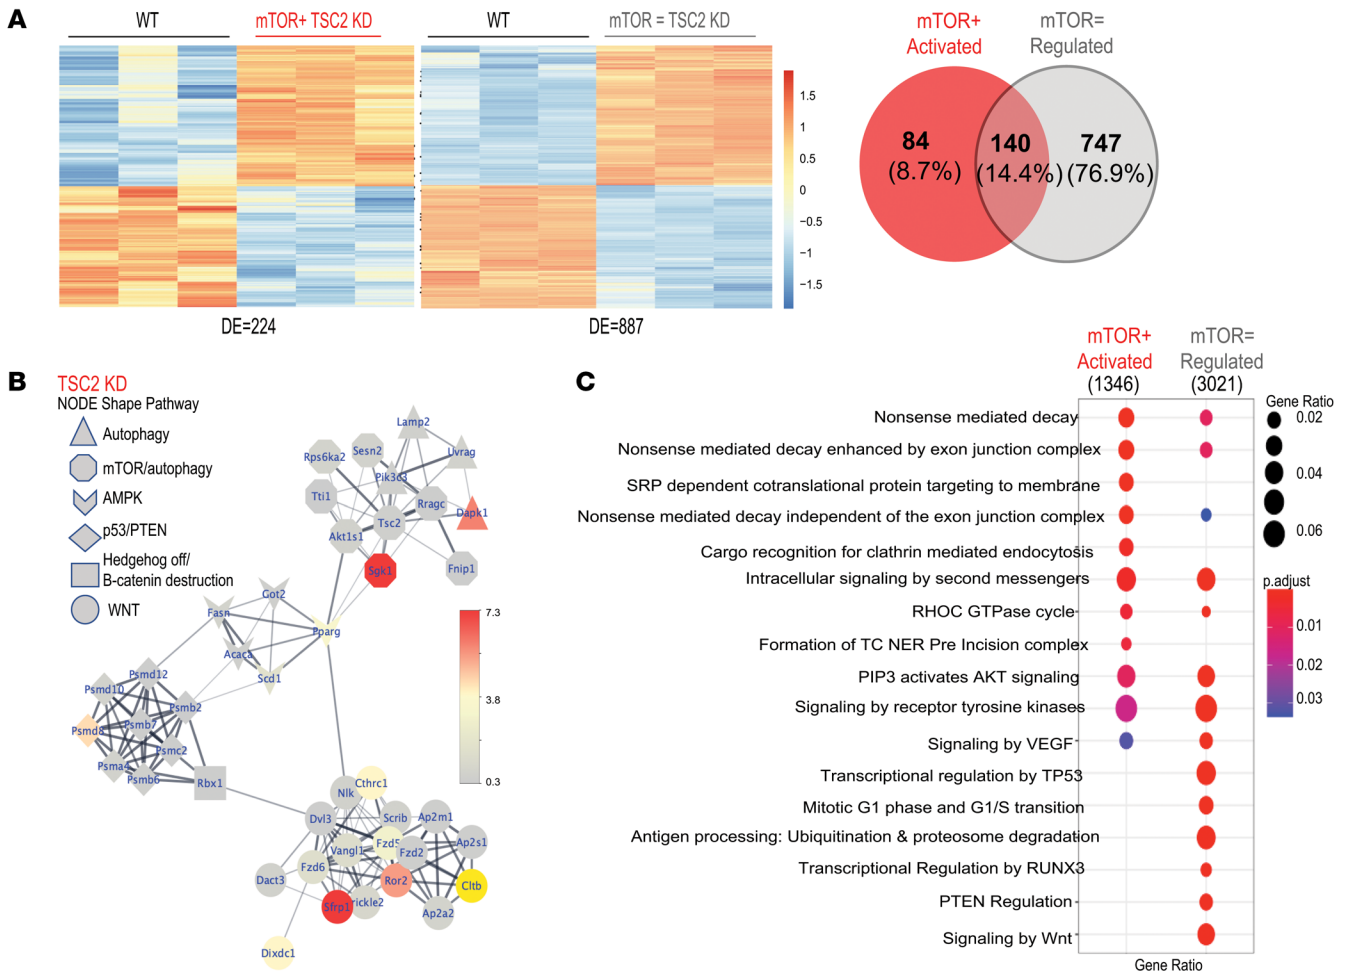 A
WT
mTOR+ TSC2 KD
WT
mTOR = TSC2 KD
1.5
1
0.5
0
−0.5
−1
−1.5
DE=224
DE=887
mTOR+
Activated
mTOR=
Regulated
84
(8.7%)
140
(14.4%)
747
(76.9%)
B
TSC2 KD
NODE Shape Pathway
Autophagy
mTOR/autophagy
AMPK
p53/PTEN
Hedgehog off/
B-catenin destruction
WNT
Lamp2
Rps6ka2
Sesn2
Uvrag
Pik3c3
Tti1
Rragc
Dapk1
Tsc2
Akt1s1
Sgk1
Fnip1
Got2
Fasn
Pparg
Acaca
Scd1
Psmd12
Psmd10
Psmb2
Psmd8
Psmb7
Psmc2
Psma4
Psmb6
Rbx1
7.3
3.8
0.3
Nlk
Cthrc1
Dvl3
Scrib
Ap2m1
Vangl1
Fzd5
Fzd2
Ap2s1
Fzd6
Dact3
Ror2
Cltb
Sfrp1
rickle2
Ap2a2
Dixdc1
C
mTOR+
Activated
(1346)
mTOR=
Regulated
(3021)
Nonsense mediated decay
Nonsense mediated decay enhanced by exon junction complex
SRP dependent cotranslational protein targeting to membrane
Nonsense mediated decay independent of the exon junction complex
Cargo recognition for clathrin mediated endocytosis
Intracellular signaling by second messengers
RHOC GTPase cycle
Formation of TC NER Pre Incision complex
PIP3 activates AKT signaling
Signaling by receptor tyrosine kinases
Signaling by VEGF
Transcriptional regulation by TP53
Mitotic G1 phase and G1/S transition
Antigen processing: Ubiquitination & proteosome degradation
Transcriptional Regulation by RUNX3
PTEN Regulation
Signaling by Wnt
Gene Ratio
Gene Ratio
0.02
0.04
0.06
p.adjust
0.01
0.02
0.03